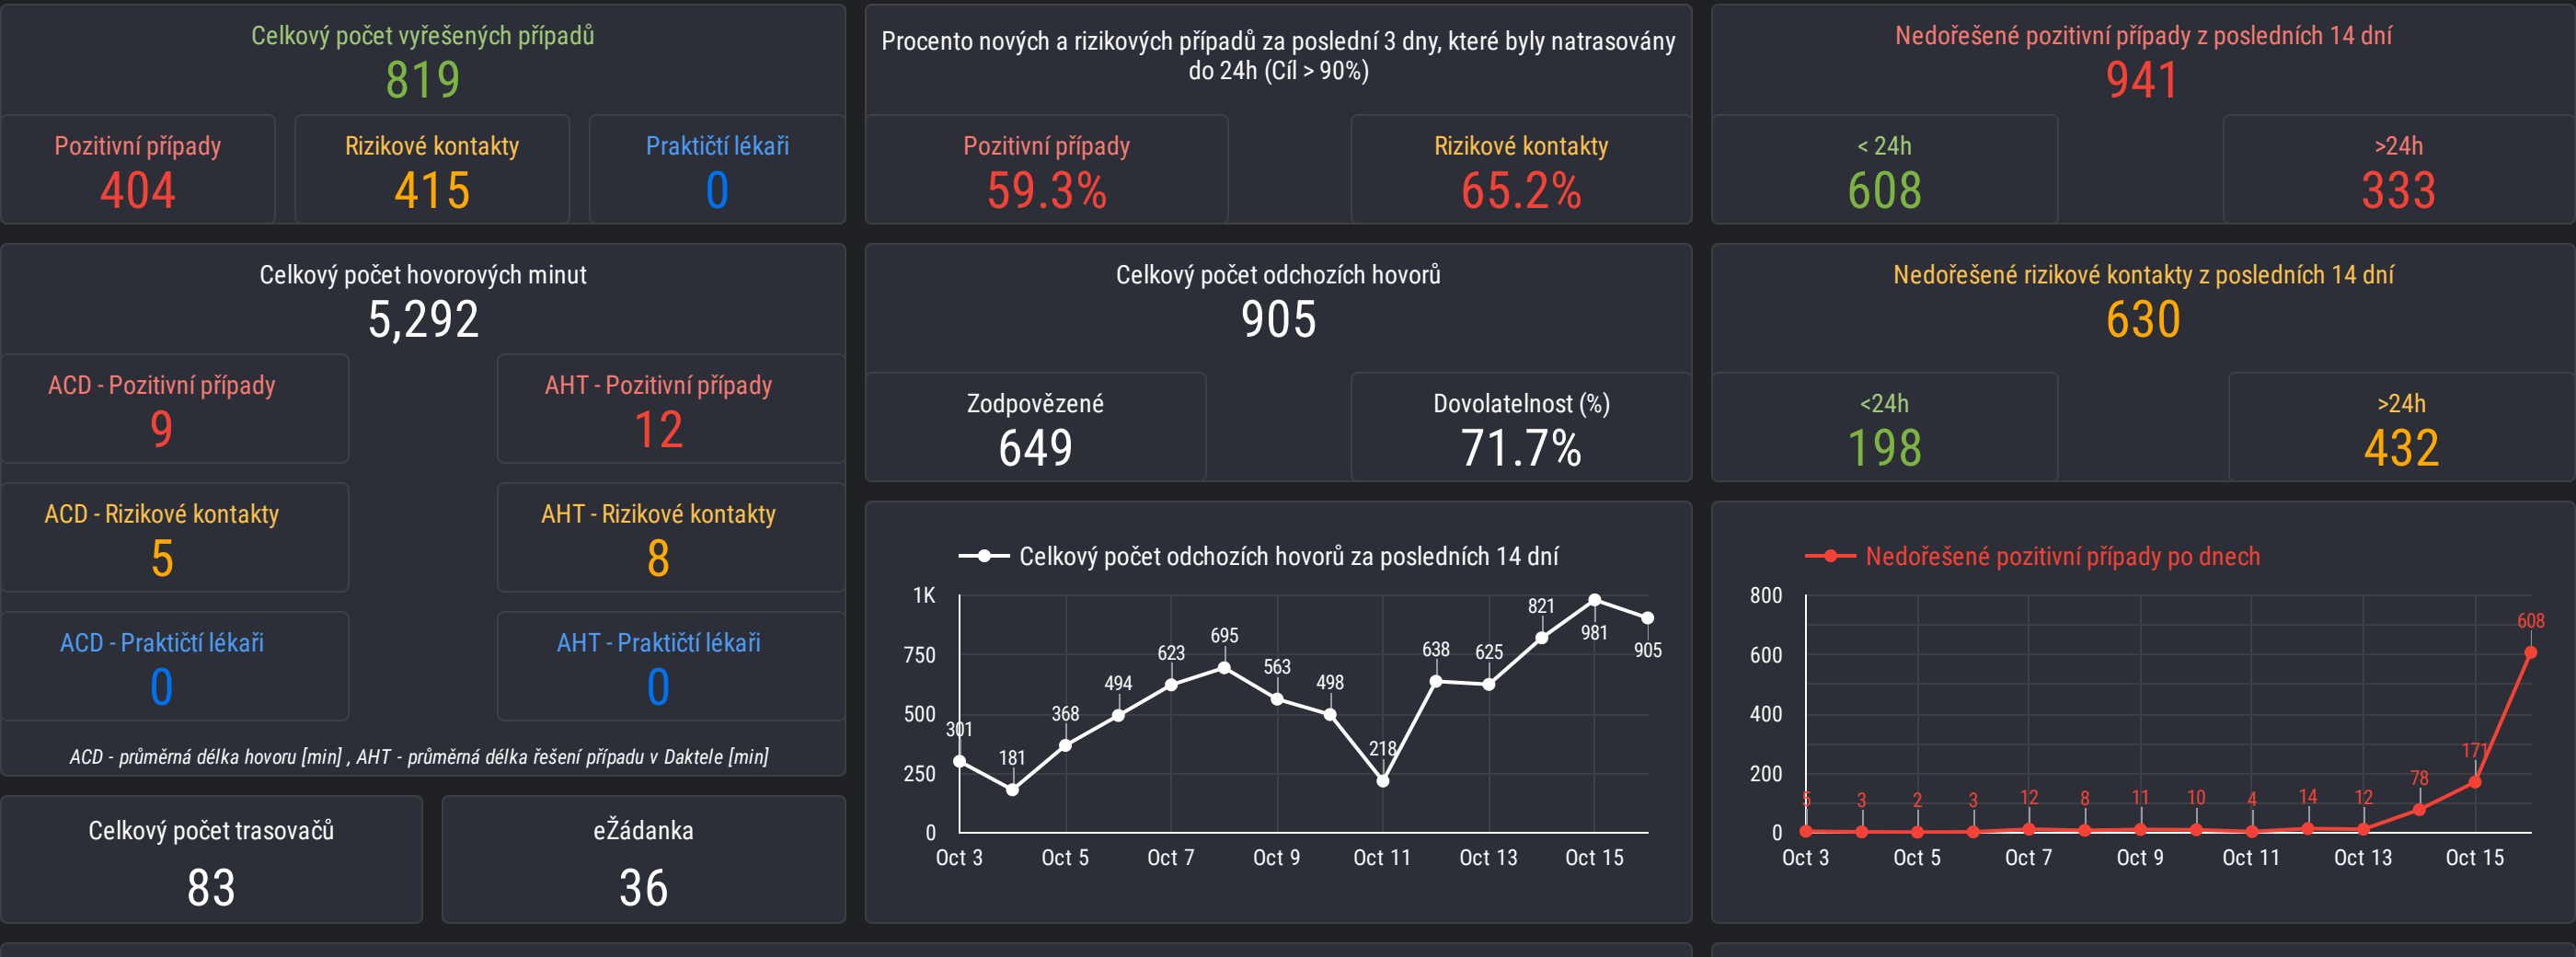 Celkový počet vyřešených případů
819
Pozitivní případy
404
Rizikové kontakty
415
Praktičtí lékaři
0
Procento nových a rizikových případů za poslední 3 dny, které byly natrasovány
do 24h (Cíl > 90%)
Pozitivní případy
59.3%
Rizikové kontakty
65.2%
Nedořešené pozitivní případy z posledních 14 dní
941
< 24h
608
>24h
333
Celkový počet hovorových minut
5,292
ACD - Pozitivní případy
9
AHT - Pozitivní případy
12
ACD - Rizikové kontakty
5
AHT - Rizikové kontakty
8
ACD - Praktičtí lékaři
0
AHT - Praktičtí lékaři
0
ACD - průměrná délka hovoru [min] , AHT - průměrná délka řešení případu v Daktele [min]
Celkový počet trasovačů
83
eŽádanka
36
Celkový počet odchozích hovorů
905
Zodpovězené
649
Dovolatelnost (%)
71.7%
Nedořešené rizikové kontakty z posledních 14 dní
630
<24h
198
>24h
432
Celkový počet odchozích hovorů za posledních 14 dní
1K
750
500
250
0
301
181
368
494
623
695
563
498
218
638
625
821
981
905
Oct 3
Oct 5
Oct 7
Oct 9
Oct 11
Oct 13
Oct 15
Nedořešené pozitivní případy po dnech
800
600
400
200
0
5
3
2
3
12
8
11
10
4
14
12
78
171
608
Oct 3
Oct 5
Oct 7
Oct 9
Oct 11
Oct 13
Oct 15